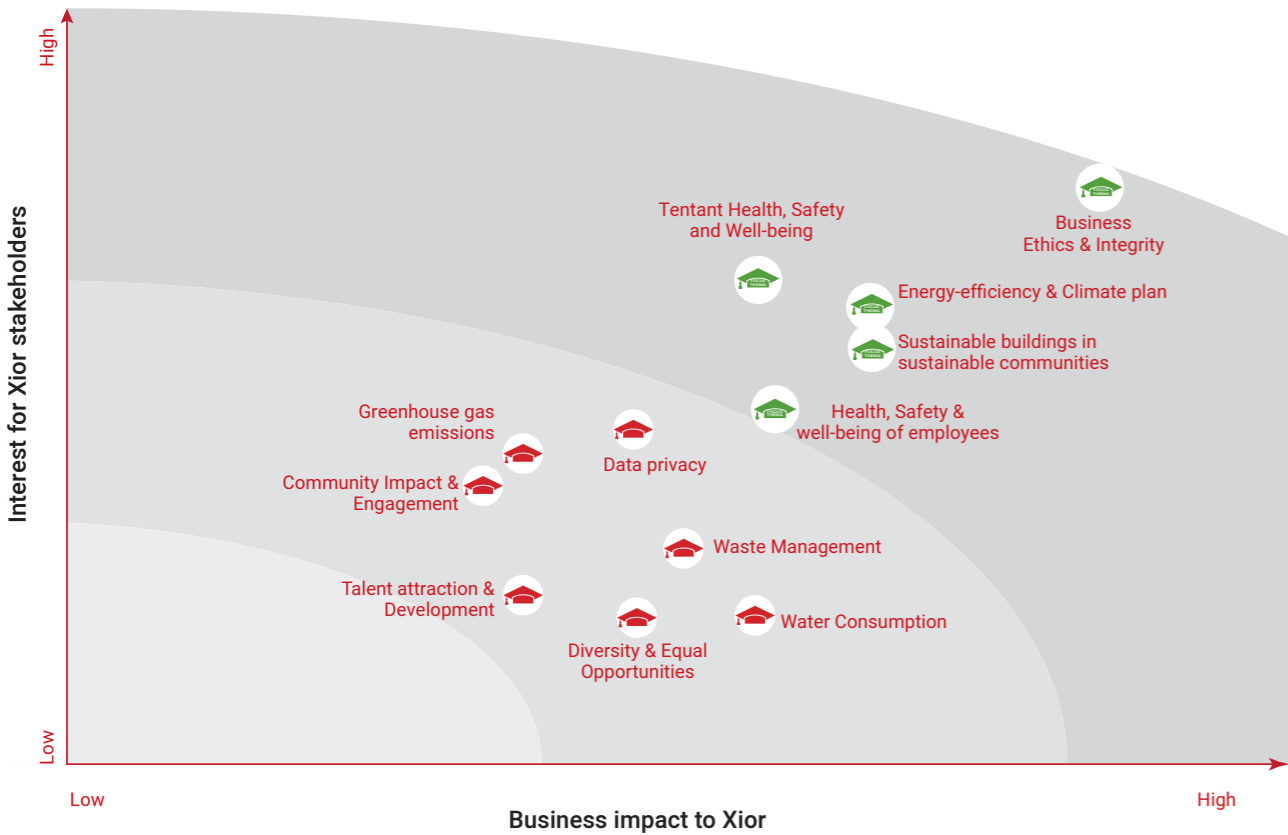 High
Interest for Xior stakeholders
Low
Tentant Health, Safety
and Well-being
Business
Ethics & Integrity
Energy-efficiency & Climate plan
Sustainable buildings in
sustainable communities
Health, Safety &
well-being of employees
Greenhouse gas
emissions
Data privacy
Community Impact &
Engagement
Waste Management
Talent attraction &
Development
Diversity & Equal
Opportunities
Water Consumption
Low
High
Business impact to Xior